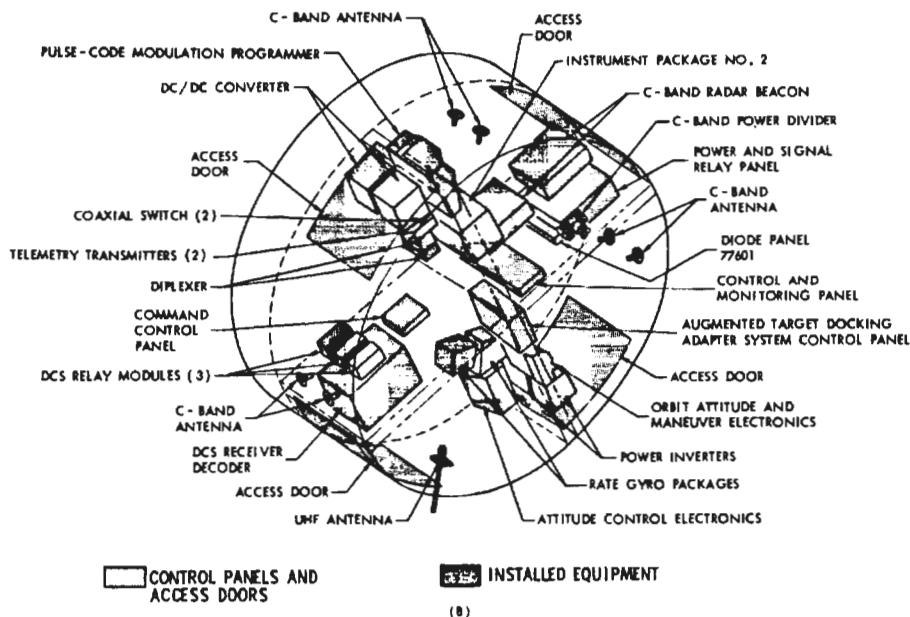 C-BAND ANTENNA
ACCESS
DOOR
PULSE-CODE MODULATION PROGRAMMER
INSTRUMENT PACKAGE NO. 2
DC/DC CONVERTER
C-BAND RADAR BEACON
C-BAND POWER DIVIDER
ACCESS
DOOR
POWER AND SIGNAL
RELAY PANEL
C-BAND
ANTENNA
COAXIAL SWITCH (2)
TELEMETRY TRANSMITTERS (2)
DIODE PANEL
77601
DIPLEXER
CONTROL AND
MONITORING PANEL
COMMAND
CONTROL
PANEL
AUGMENTED TARGET DOCKING
ADAPTER SYSTEM CONTROL PANEL
DCS RELAY MODULES (3)
ACCESS DOOR
C-BAND
ANTENNA
ORBIT ATTITUDE AND
MANEUVER ELECTRONICS
DCS RECEIVER
DECODER
POWER INVERTERS
ACCESS DOOR
RATE GYRO PACKAGES
UHF ANTENNA
ATTITUDE CONTROL ELECTRONICS
CONTROL PANELS AND
ACCESS DOORS
INSTALLED EQUIPMENT
(B)